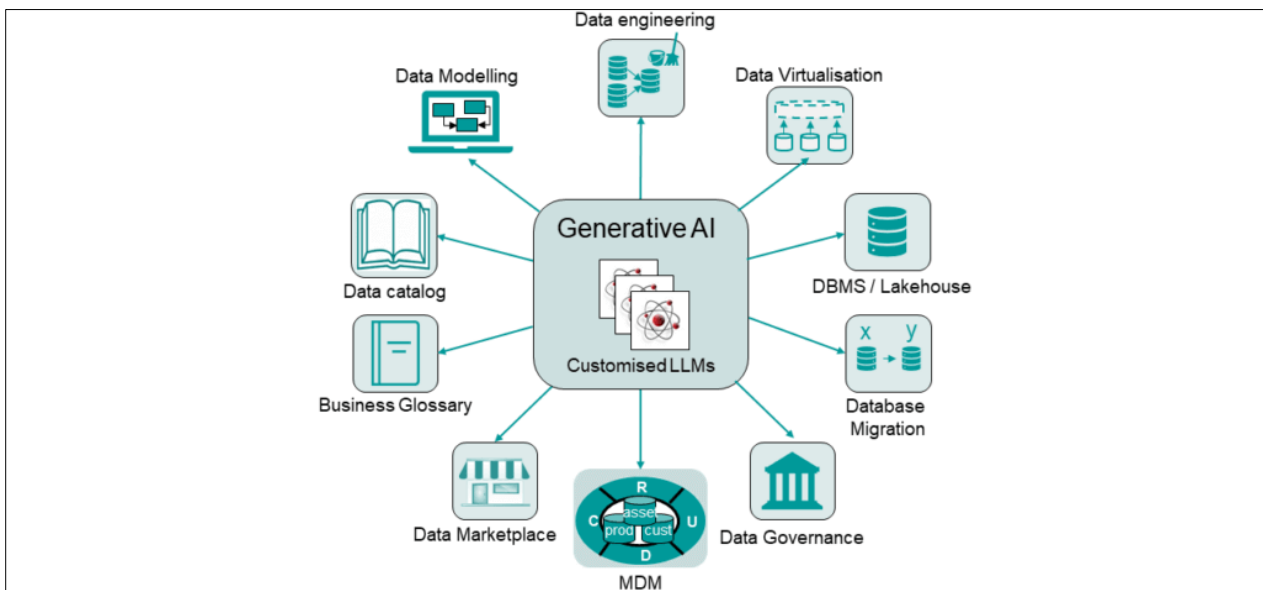 Data engineering
Data Modelling
Data Virtualisation
Generative AI
Customised LLMs
Data catalog
DBMS / Lakehouse
x y
Business Glossary
Database
Migration
Data Marketplace
R
C
U
D
asset
prod
cust
MDM
Data Governance